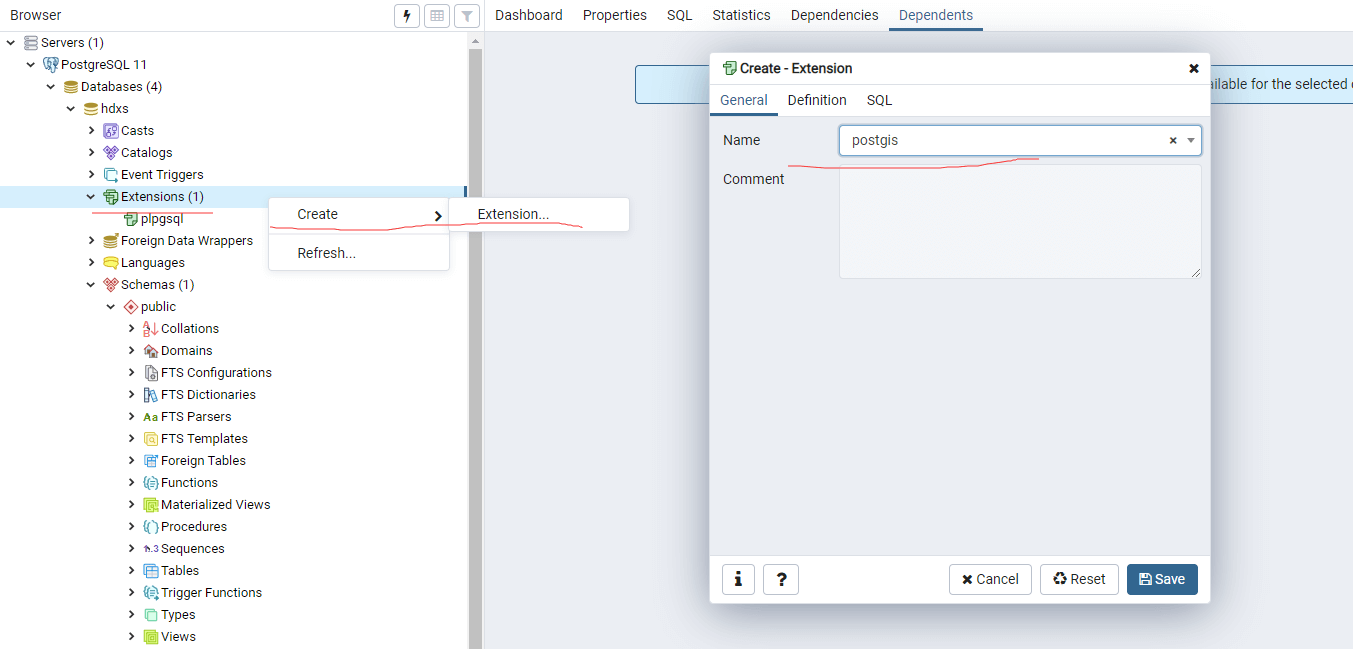 Browser
Dashboard Properties SQL Statistics Dependencies Dependents
Servers (1)
PostgreSQL 11
Databases (4)
hdxs
Casts
Catalogs
Event Triggers
Extensions (1)
plpgsql
Foreign Data Wrappers
Languages
Schemas (1)
public
Collations
Domains
FTS Configurations
FTS Dictionaries
Aa FTS Parsers
FTS Templates
Foreign Tables
Functions
Materialized Views
Procedures
1..3 Sequences
Tables
Trigger Functions
Types
Views
Create
Extension...
Refresh...
Create - Extension
General Definition SQL
for the selected
Name
postgis
Comment
i ? Cancel Reset Save